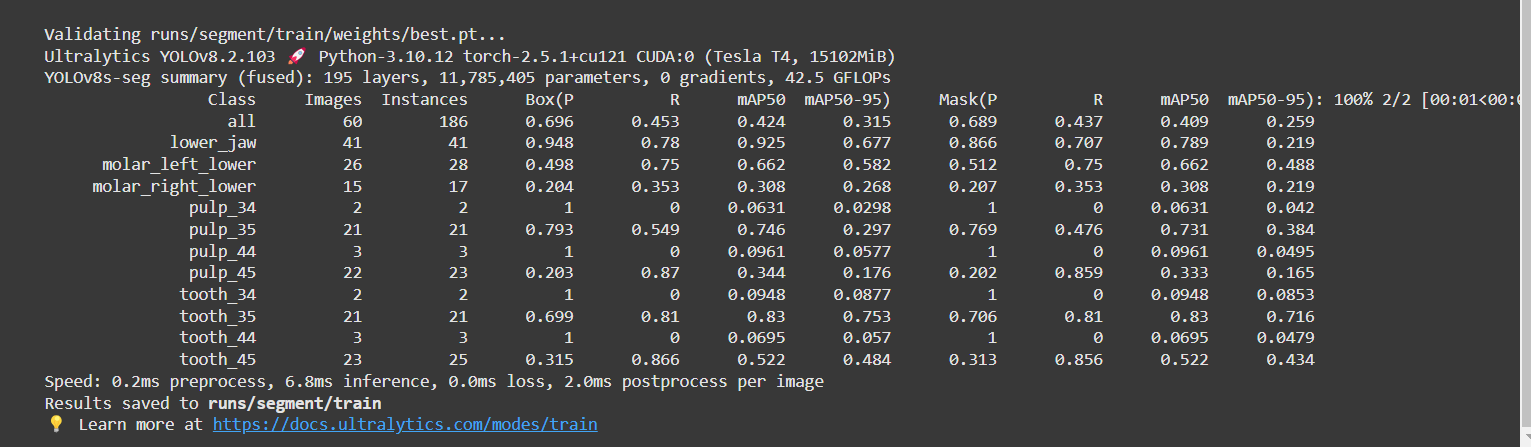 Validating runs/segment/train/weights/best.pt...
Ultralytics YOLOv8.2.103 🚀 Python-3.10.12 torch-2.5.1+cu121 CUDA:0 (Tesla T4, 15102MiB)
YOLOv8s-seg summary (fused): 195 layers, 11,785,405 parameters, 0 gradients, 42.5 GFLOPs
Class Images Instances Box(P R mAP50 mAP50-95) Mask(P R mAP50 mAP50-95): 100% 2/2 [00:01<00:
all 60 186 0.696 0.453 0.424 0.315 0.689 0.437 0.409 0.259
lower_jaw 41 41 0.948 0.78 0.925 0.677 0.866 0.707 0.789 0.219
molar_left_lower 26 28 0.498 0.75 0.662 0.582 0.512 0.75 0.662 0.488
molar_right_lower 15 17 0.204 0.353 0.308 0.268 0.207 0.353 0.308 0.219
pulp_34 2 2 1 0 0.0631 0.0298 1 0 0.0631 0.042
pulp_35 21 21 0.793 0.549 0.746 0.297 0.769 0.476 0.731 0.384
pulp_44 3 3 1 0 0.0961 0.0577 1 0 0.0961 0.0495
pulp_45 22 23 0.203 0.87 0.344 0.176 0.202 0.859 0.333 0.165
tooth_34 2 2 1 0 0.0948 0.0877 1 0 0.0948 0.0853
tooth_35 21 21 0.699 0.81 0.83 0.753 0.706 0.81 0.83 0.716
tooth_44 3 3 1 0 0.0695 0.057 1 0 0.0695 0.0479
tooth_45 23 25 0.315 0.866 0.522 0.484 0.313 0.856 0.522 0.434
Speed: 0.2ms preprocess, 6.8ms inference, 0.0ms loss, 2.0ms postprocess per image
Results saved to runs/segment/train
💡 Learn more at https://docs.ultralytics.com/modes/train